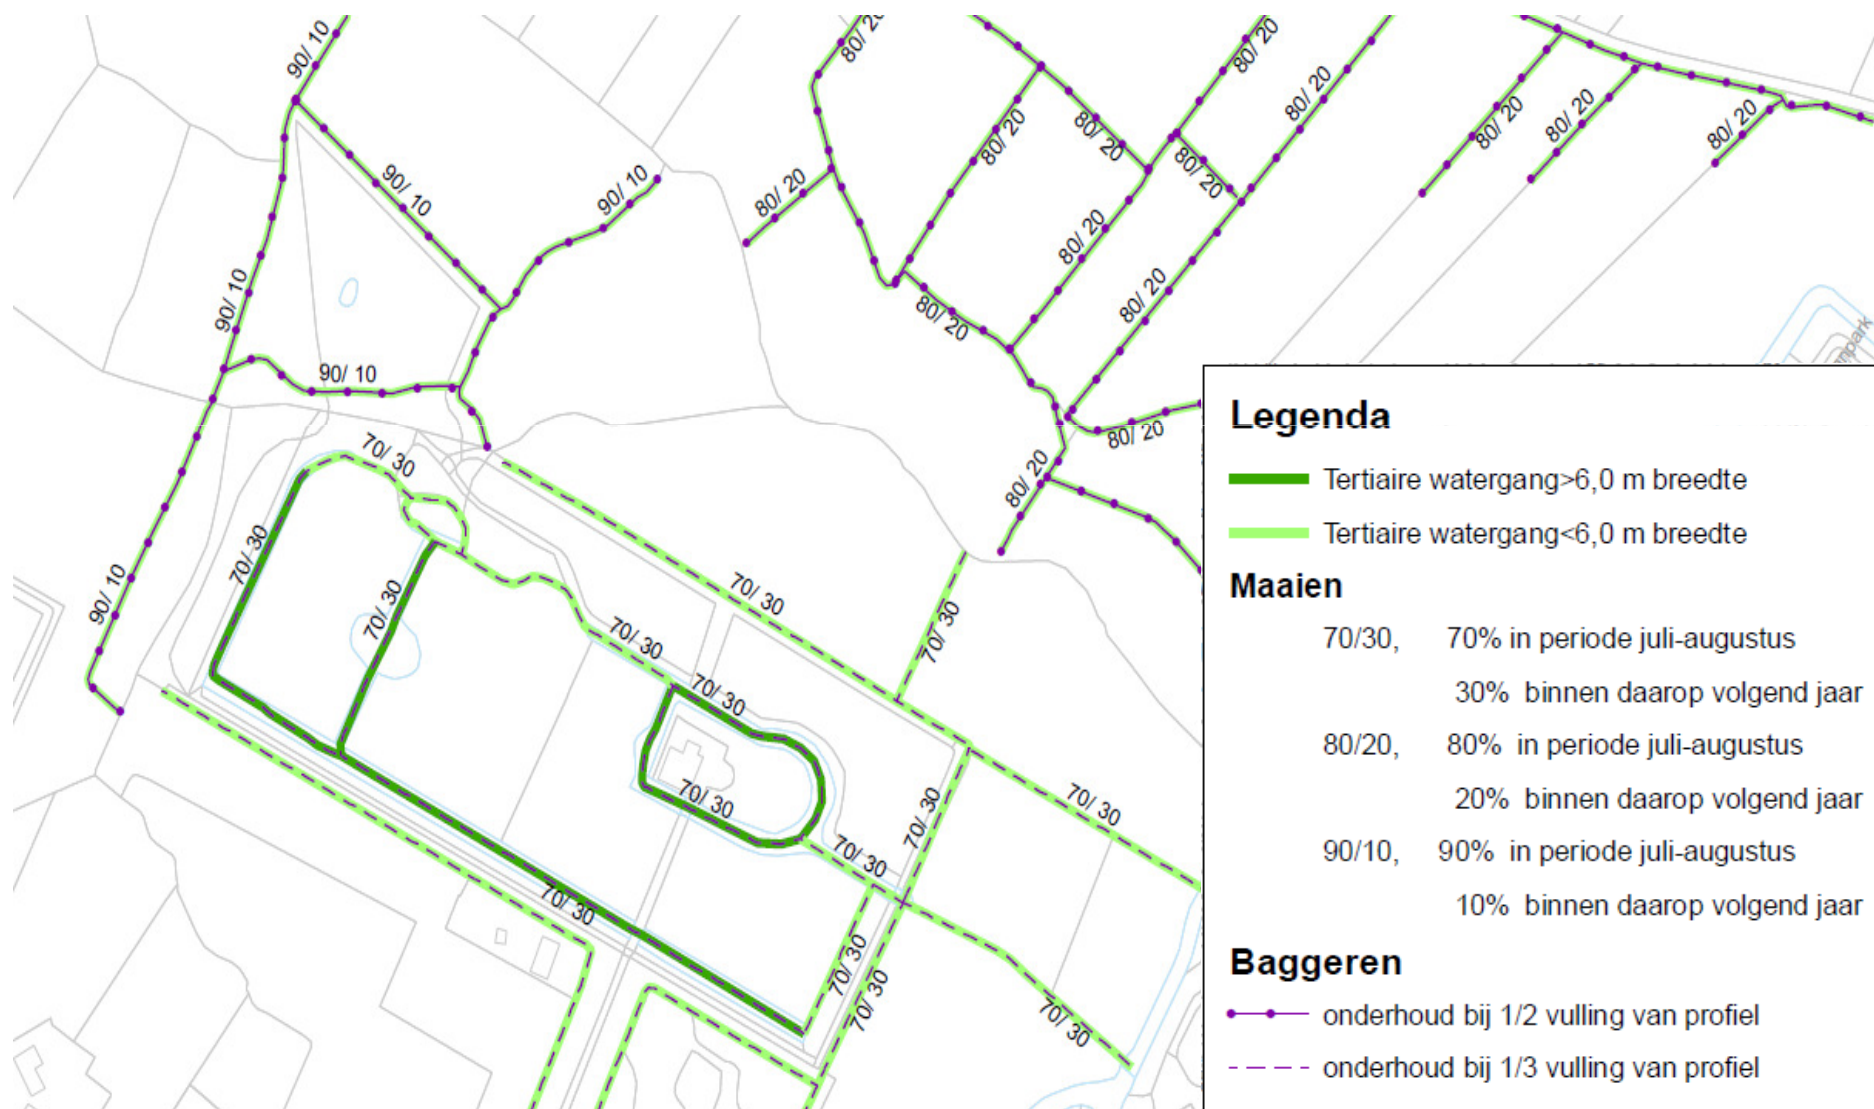 90/ 10
80/ 20
80/ 20
80/ 20
80/ 20
80/ 20
80/ 20
80/ 20
80/ 20
80/ 20
90/ 10
90/ 10
80/ 20
80/ 20
90/ 10
80/ 20
80/ 20
90/ 10
80/ 20
70/ 30
80/ 20
70/ 30
90/ 10
70/ 30
70/ 30
70/ 30
70/ 30
70/ 30
70/ 30
70/ 30
70/ 30
70/ 30
70/ 30
70/ 30
70/ 30
70/ 30
Legenda
Tertiaire watergang>6,0 m breedte
Tertiaire watergang<6,0 m breedte
Maaien
70/30, 70% in periode juli-augustus
30% binnen daarop volgend jaar
80/20, 80% in periode juli-augustus
20% binnen daarop volgend jaar
90/10, 90% in periode juli-augustus
10% binnen daarop volgend jaar
Baggeren
onderhoud bij 1/2 vulling van profiel
onderhoud bij 1/3 vulling van profiel